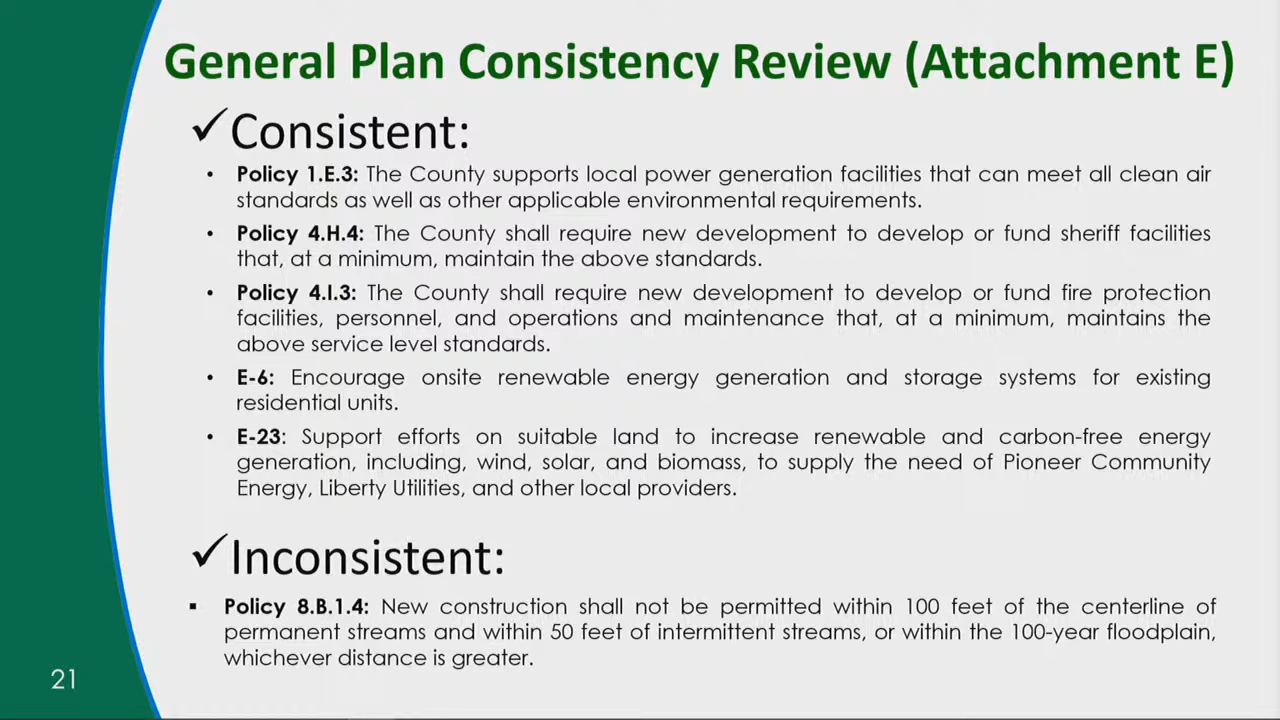 General Plan Consistency Review (Attachment E)
✓Consistent:
• Policy 1.E.3: The County supports local power generation facilities that can meet all clean air
standards as well as other applicable environmental requirements.
• Policy 4.H.4: The County shall require new development to develop or fund sheriff facilities
that, at a minimum, maintain the above standards.
• Policy 4.I.3: The County shall require new development to develop or fund fire protection
facilities, personnel, and operations and maintenance that, at a minimum, maintains the
above service level standards.
• E-6: Encourage onsite renewable energy generation and storage systems for existing
residential units.
• E-23: Support efforts on suitable land to increase renewable and carbon-free energy
generation, including, wind, solar, and biomass, to supply the need of Pioneer Community
Energy, Liberty Utilities, and other local providers.
✓Inconsistent:
▪ Policy 8.B.1.4: New construction shall not be permitted within 100 feet of the centerline of
permanent streams and within 50 feet of intermittent streams, or within the 100-year floodplain,
whichever distance is greater.
21